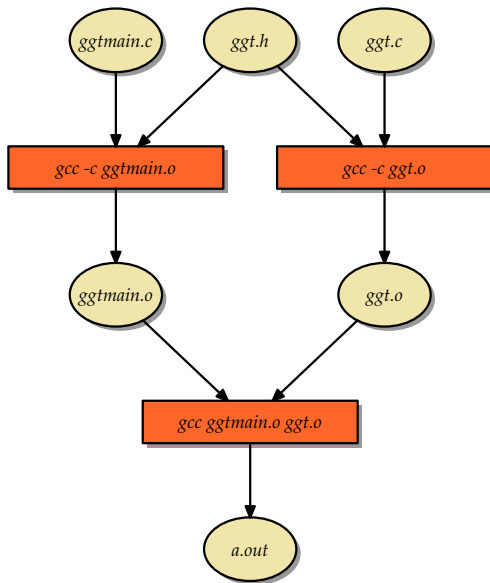 ggtmain.c
ggt.h
ggt.c
gcc -c ggtmain.o
gcc -c ggt.o
ggtmain.o
ggt.o
gcc ggtmain.o ggt.o
a.out